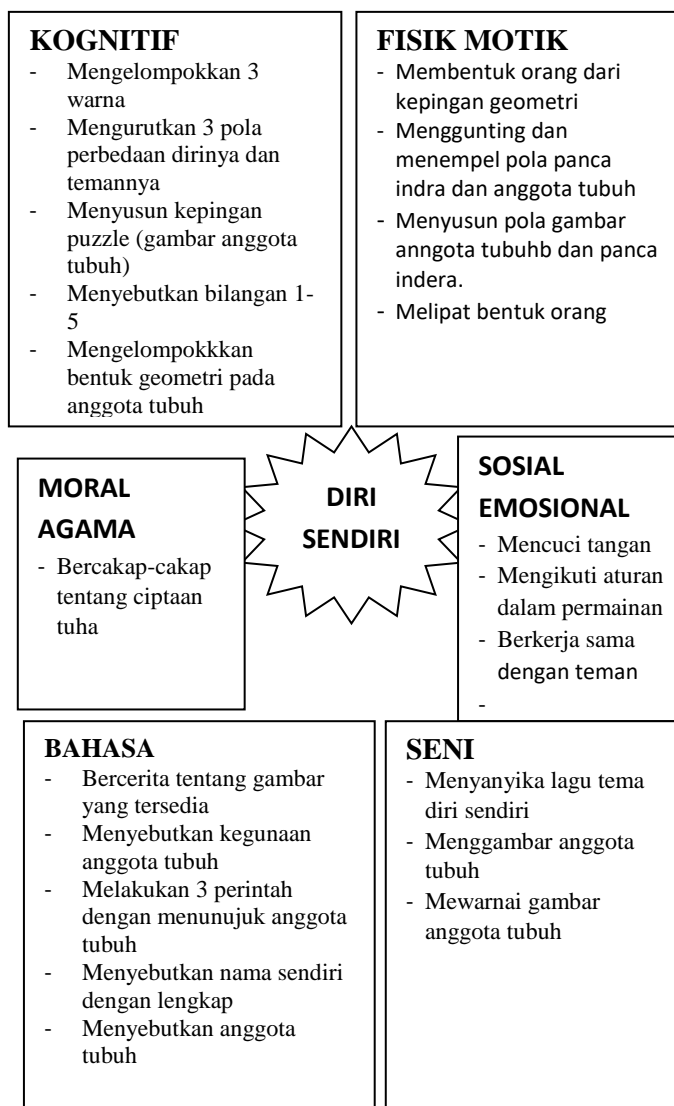 KOGNITIF
- Mengelompokkan 3
warna
- Mengurutkan 3 pola
perbedaan dirinya dan
temannya
- Menyusun kepingan
puzzle (gambar anggota
tubuh)
- Menyebutkan bilangan 1-
5
- Mengelompokkkan
bentuk geometri pada
anggota tubuh
FISIK MOTIK
- Membentuk orang dari
kepingan geometri
- Menggunting dan
menempel pola panca
indra dan anggota tubuh
- Menyusun pola gambar
anngota tubuhb dan panca
indera.
- Melipat bentuk orang
MORAL
AGAMA
- Bercakap-cakap
tentang ciptaan
tuha
DIRI
SENDIRI
SOSIAL
EMOSIONAL
- Mencuci tangan
- Mengikuti aturan
dalam permainan
- Berkerja sama
dengan teman
-
BAHASA
- Bercerita tentang gambar
yang tersedia
- Menyebutkan kegunaan
anggota tubuh
- Melakukan 3 perintah
dengan menunujuk anggota
tubuh
- Menyebutkan nama sendiri
dengan lengkap
- Menyebutkan anggota
tubuh
SENI
- Menyanyika lagu tema
diri sendiri
- Menggambar anggota
tubuh
- Mewarnai gambar
anggota tubuh